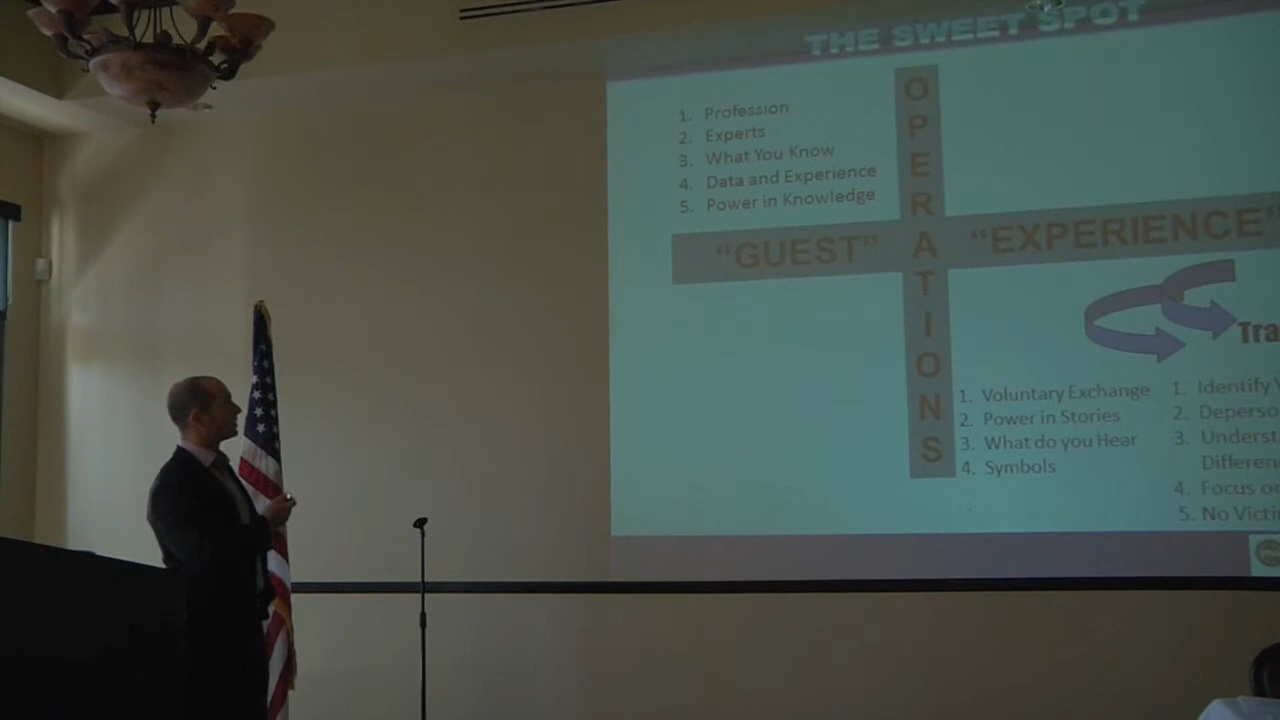 THE SWEET SPOT
1. Profession
2. Experts
3. What You Know
4. Data and Experience
5. Power in Knowledge
OPERATIONS
“GUEST” “EXPERIENCE”
Tra
1. Voluntary Exchange
2. Power in Stories
3. What do you Hear
4. Symbols
1. Identify
2. Deperso
3. Underst
Differen
4. Focus
5. No Victi